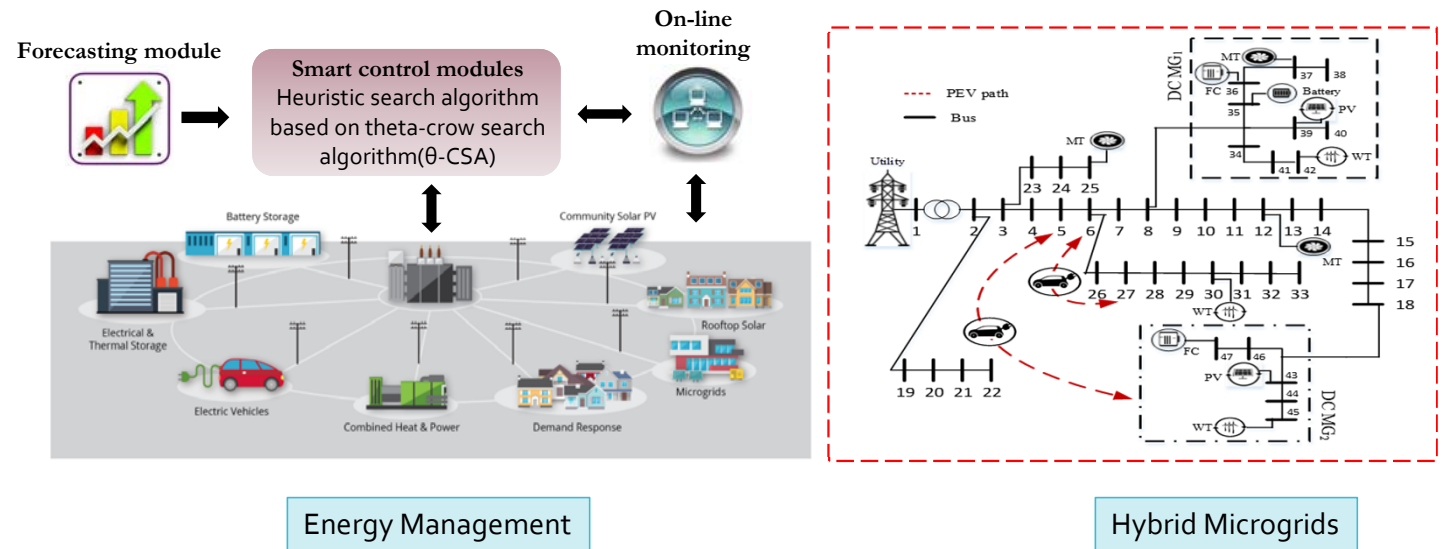 Forecasting module
Smart control modules
Heuristic search algorithm
based on theta-crow search
algorithm(θ-CSA)
On-line
monitoring
Battery Storage
Community Solar PV
Electrical &
Thermal Storage
Rooftop Solar
Microgrids
Electric Vehicles
Combined Heat & Power
Demand Response
Energy Management
PEV path
Bus
Utility
DC MG1
MT
37 38
FC 36
Battery
35
PV
39 40
34
41 42 WT
MT
23 24 25
1 2 3 4 5 6 7 8 9 10 11 12 13 14
MT
15
16
17
18
26 27 28 29 30 31 32 33
WT
19 20 21 22
FC 47 46
PV
43
44
45
WT
DC MG2
Hybrid Microgrids